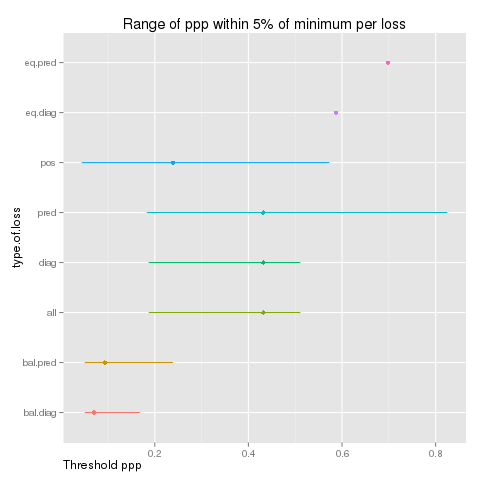 Range of ppp within 5% of minimum per loss
type.of.loss
eq.pred
eq.diag
pos
pred
diag
all
bal.pred
bal.diag
0.2 0.4 0.6 0.8
Threshold ppp